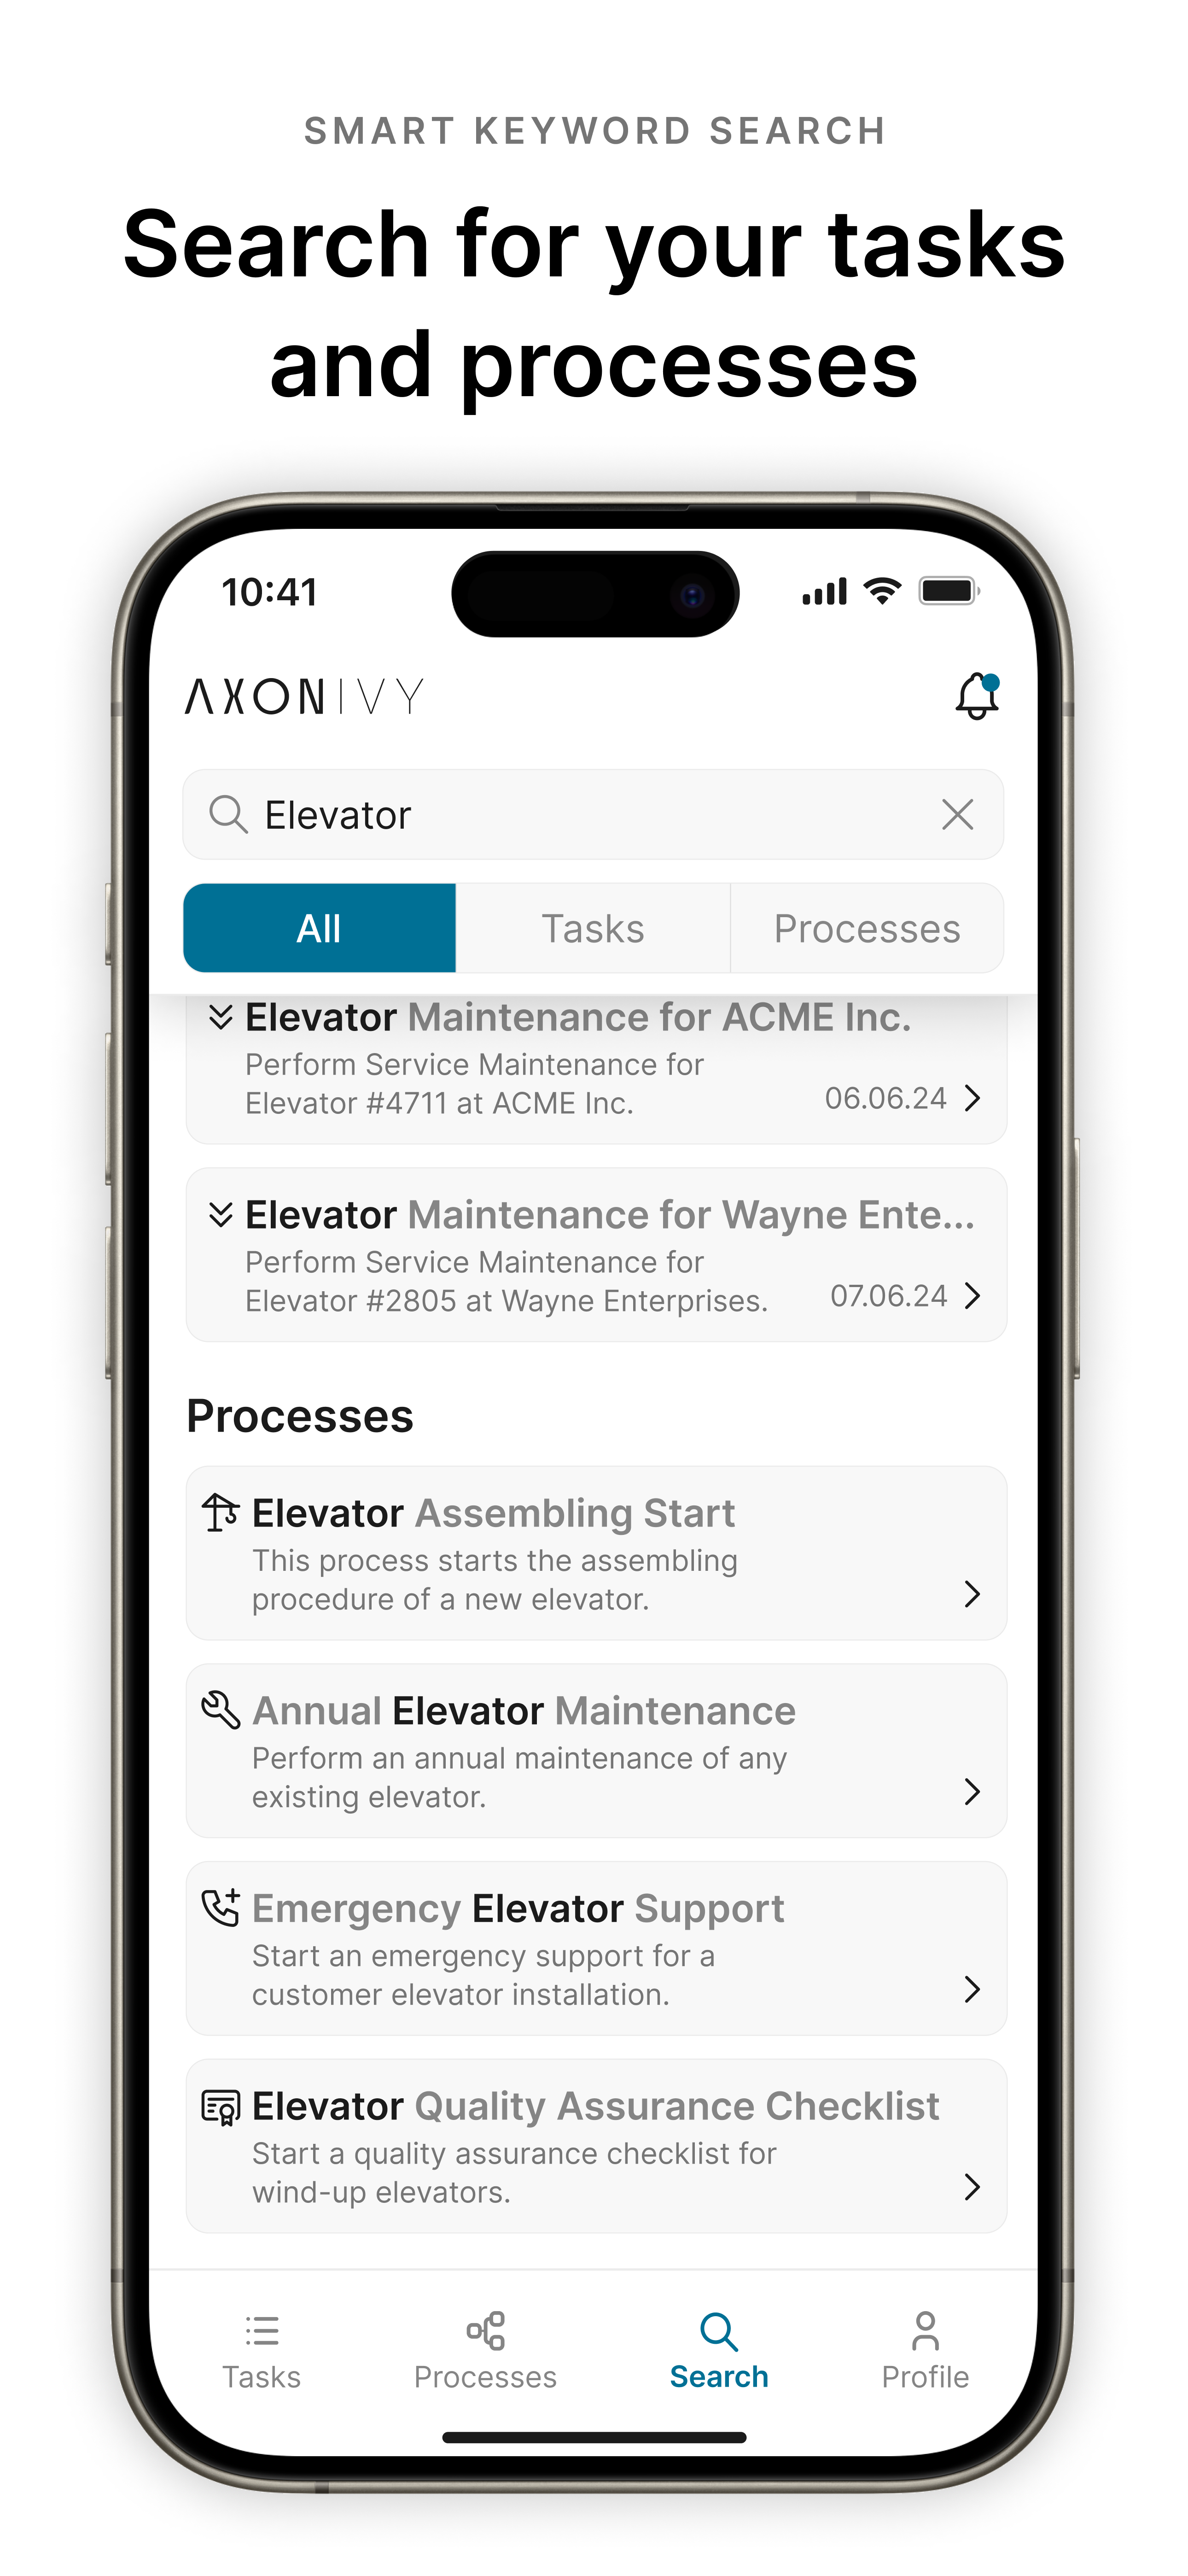 SMART KEYWORD SEARCH
Search for your tasks
and processes
10:41
AXONIVY
Elevator
All
Tasks
Processes
Elevator Maintenance for ACME Inc.
Perform Service Maintenance for
Elevator #4711 at ACME Inc.
06.06.24
Elevator Maintenance for Wayne Ente...
Perform Service Maintenance for
Elevator #2805 at Wayne Enterprises.
07.06.24
Processes
Elevator Assembling Start
This process starts the assembling
procedure of a new elevator.
Annual Elevator Maintenance
Perform an annual maintenance of any
existing elevator.
Emergency Elevator Support
Start an emergency support for a
customer elevator installation.
Elevator Quality Assurance Checklist
Start a quality assurance checklist for
wind-up elevators.
Tasks
Processes
Search
Profile